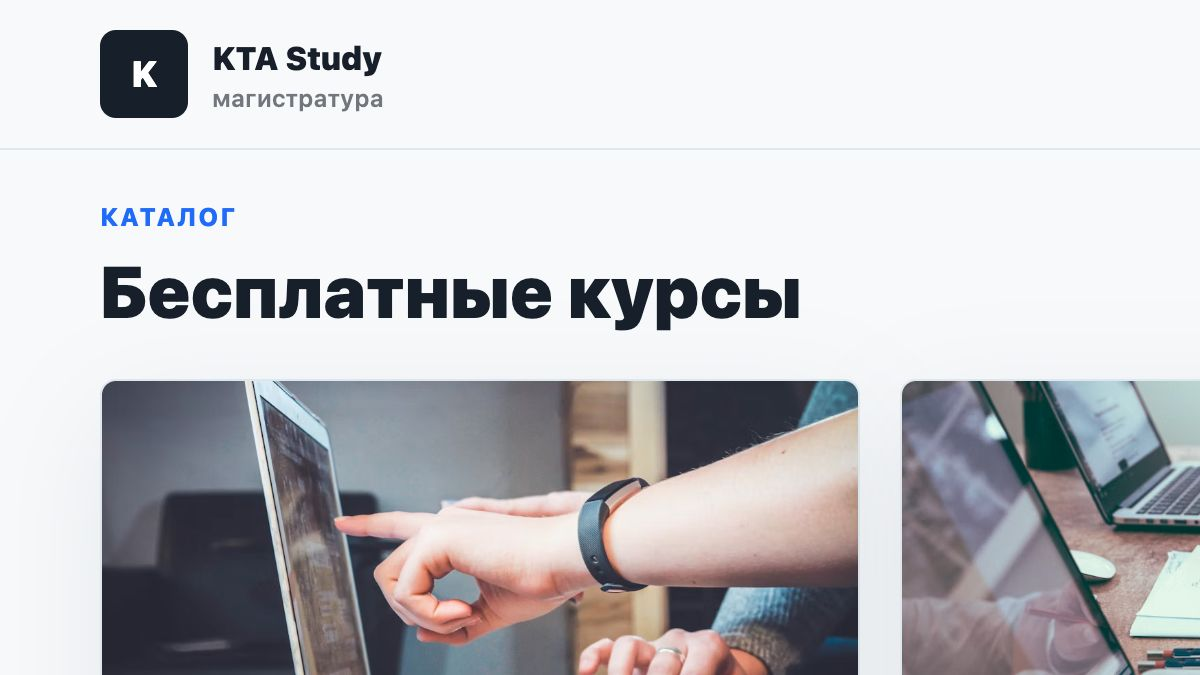 K
KTA Study
магистратура
КАТАЛОГ
Бесплатные курсы